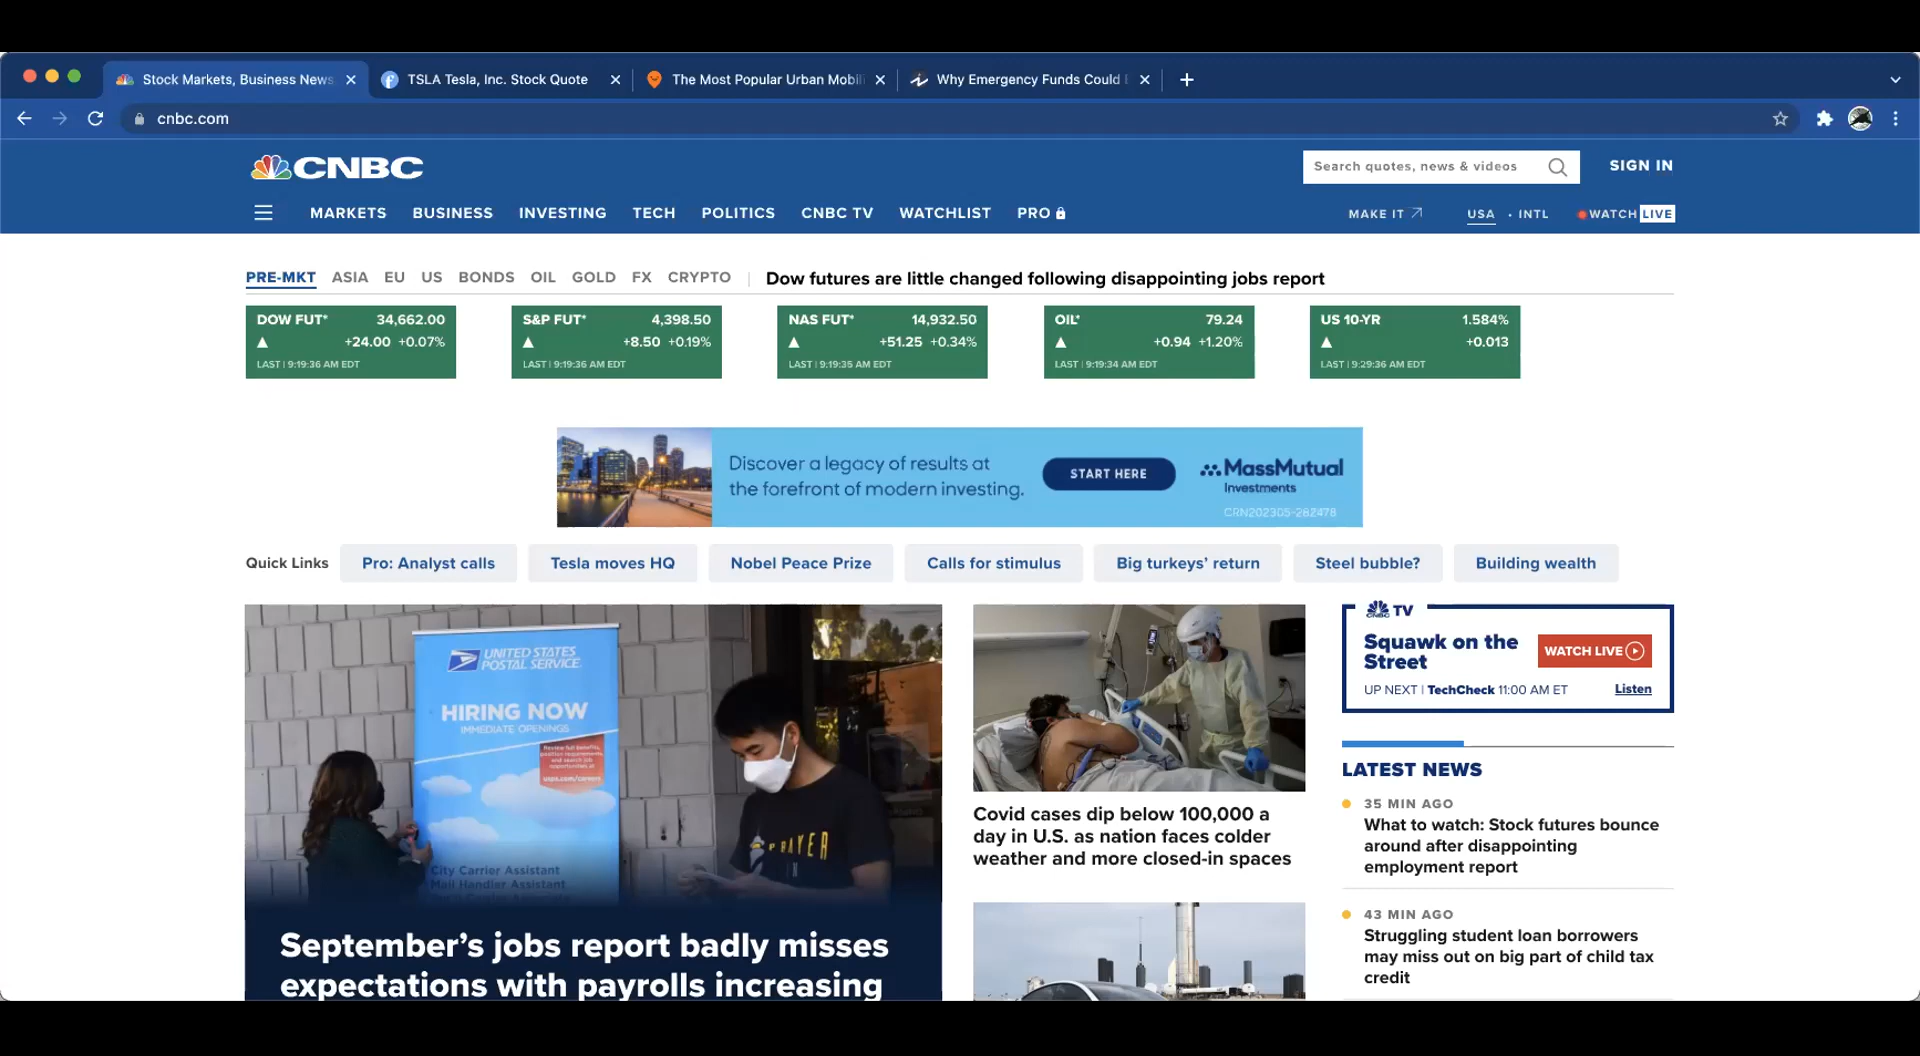 Stock Markets, Business News
TSLA Tesla, Inc. Stock Quote
The Most Popular Urban Mobil
Why Emergency Funds Could
cnbc.com
CNBC
Search quotes, news & videos
SIGN IN
MARKETS BUSINESS INVESTING TECH POLITICS CNBC TV WATCHLIST PRO
MAKE IT USA • INTL WATCH LIVE
PRE-MKT ASIA EU US BONDS OIL GOLD FX CRYPTO
Dow futures are little changed following disappointing jobs report
DOW FUT* 34,662.00
+24.00 +0.07%
LAST | 9:19:36 AM EDT
S&P FUT* 4,398.50
+8.50 +0.19%
LAST | 9:19:36 AM EDT
NAS FUT* 14,932.50
+51.25 +0.34%
LAST | 9:19:35 AM EDT
OIL* 79.24
+0.94 +1.20%
LAST | 9:19:34 AM EDT
US 10-YR 1.584%
+0.013
LAST | 9:29:36 AM EDT
Discover a legacy of results at
the forefront of modern investing.
START HERE
MassMutual
Investments
CRN202305-282478
Quick Links Pro: Analyst calls Tesla moves HQ Nobel Peace Prize Calls for stimulus Big turkeys’ return Steel bubble? Building wealth
UNITED STATES
POSTAL SERVICE
HIRING NOW
IMMEDIATE OPENINGS
City Carrier Assistant
Mail Handler Assistant
September’s jobs report badly misses
expectations with payrolls increasing
Covid cases dip below 100,000 a
day in U.S. as nation faces colder
weather and more closed-in spaces
CNBC TV
Squawk on the
Street
WATCH LIVE
UP NEXT | TechCheck 11:00 AM ET
Listen
LATEST NEWS
35 MIN AGO
What to watch: Stock futures bounce
around after disappointing
employment report
43 MIN AGO
Struggling student loan borrowers
may miss out on big part of child tax
credit